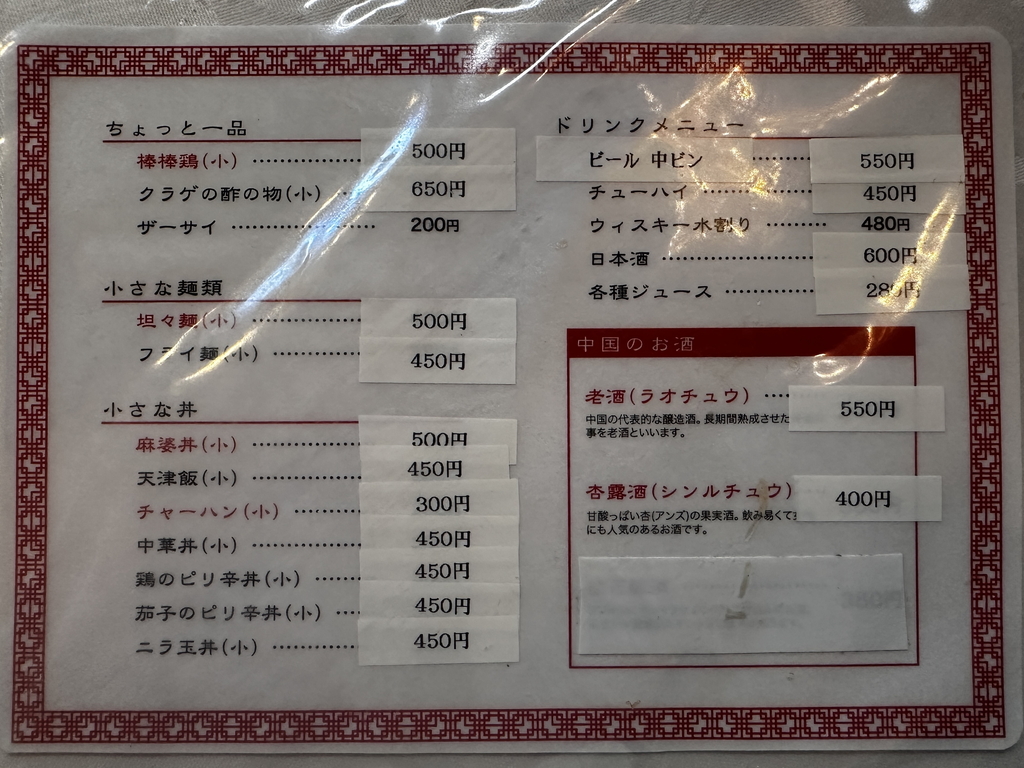 ちょっと一品
棒棒鶏(小) 500円
クラゲの酢の物(小) 650円
ザーサイ 200円
小さな麺類
坦々麺(小) 500円
フライ麺(小) 450円
小さな丼
麻婆丼(小) 500円
天津飯(小) 450円
チャーハン(小) 300円
中華丼(小) 450円
鶏のピリ辛丼(小) 450円
茄子のピリ辛丼(小) 450円
ニラ玉丼(小) 450円
ドリンクメニュー
ビール 中ビン 550円
チューハイ 450円
ウィスキー水割り 480円
日本酒 600円
各種ジュース 280円
中国のお酒
老酒(ラオチュウ) 550円
中国の代表的な醸造酒。長期間熟成させた
事を老酒といいます。
杏露酒(シンルチュウ) 400円
甘酸っぱい杏(アンズ)の果実酒。飲み易くて
にも人気のあるお酒です。